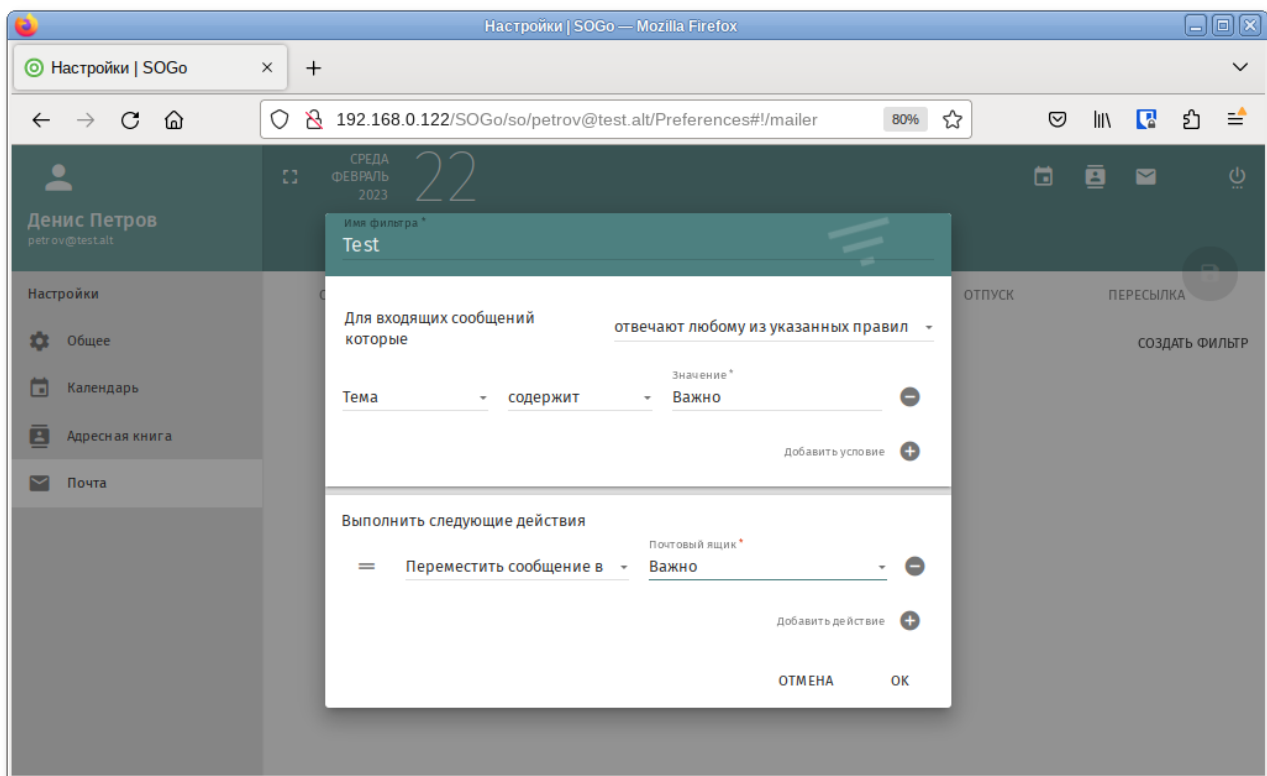 Настройки | SOGo — Mozilla Firefox
Настройки | SOGo
192.168.0.122/SOGo/so/petrov@test.alt/Preferences#!/mailer
80%
СРЕДА
ФЕВРАЛЬ
2023
22
Денис Петров
petrov@test.alt
Имя фильтра *
Test
Настройки
ОТПУСК
ПЕРЕСЫЛКА
Для входящих сообщений
которые
отвечают любому из указанных правил
Общее
СОЗДАТЬ ФИЛЬТР
Значение *
Календарь
Тема
содержит
Важно
Адресная книга
Добавить условие
Почта
Выполнить следующие действия
Почтовый ящик *
Переместить сообщение в
Важно
Добавить действие
ОТМЕНА
ОК